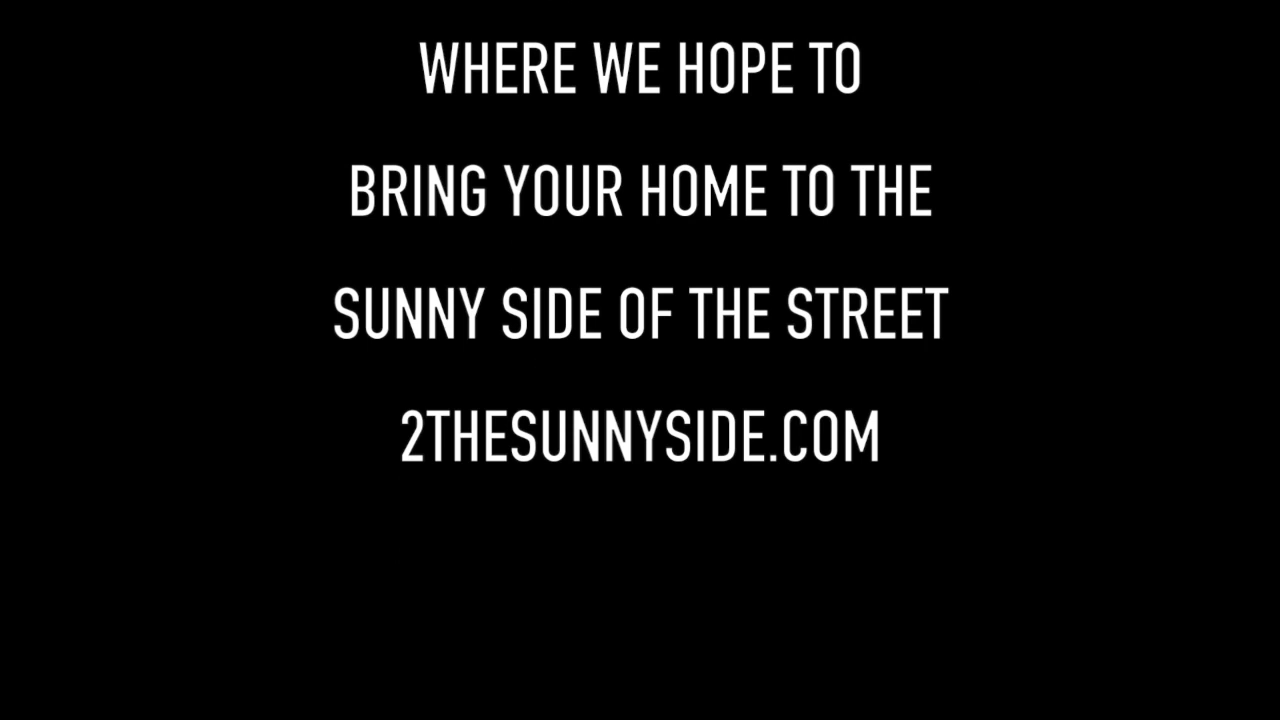 WHERE WE HOPE TO
BRING YOUR HOME TO THE
SUNNY SIDE OF THE STREET
2THESUNNYSIDE.COM